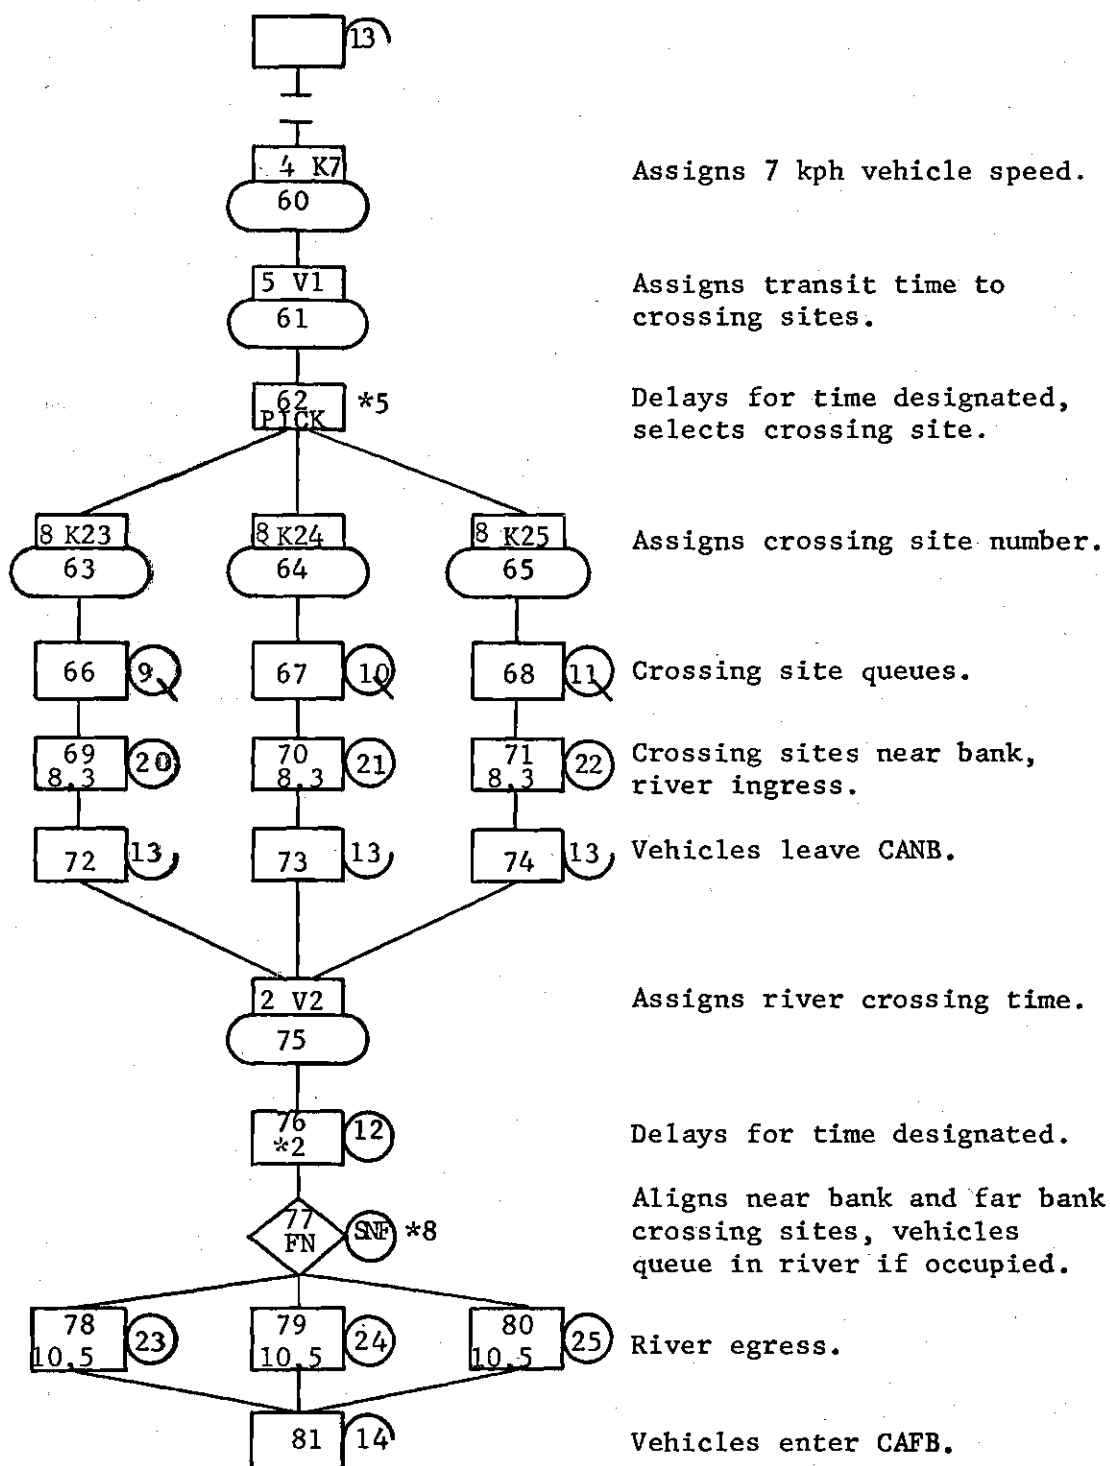 13
4 K7
60
Assigns 7 kph vehicle speed.
5 V1
61
Assigns transit time to
crossing sites.
62
PICK
*5
Delays for time designated,
selects crossing site.
8 K23
63
8 K24
64
8 K25
65
Assigns crossing site number.
66
9
67
10
68
11
Crossing site queues.
69
8,3
20
70
8,3
21
71
8,3
22
Crossing sites near bank,
river ingress.
72
13
73
13
74
13
Vehicles leave CANB.
2 V2
75
Assigns river crossing time.
76
*2
12
Delays for time designated.
77
FN
SNF
*8
Aligns near bank and far bank
crossing sites, vehicles
queue in river if occupied.
78
10,5
23
79
10,5
24
80
10,5
25
River egress.
81
14
Vehicles enter CAFB.